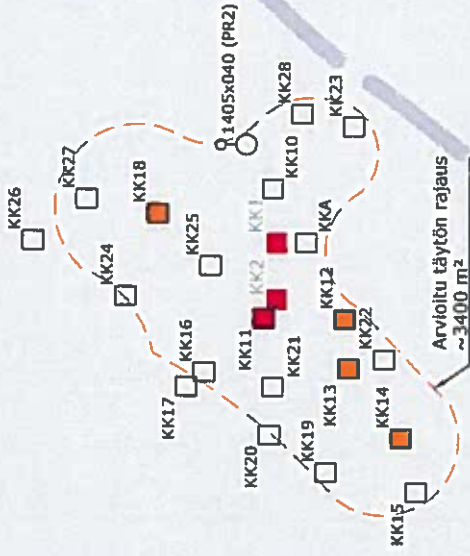 KK26
KK27
KK18
1405x040 (PR2)
KK28
KK23
KK24
KK25
KK10
KK1
KKA
KK2
KK11
KK16
KK17
KK21
KK12
KK22
KK13
KK20
KK19
KK14
KK15
Arvioitu täytön rajaus
~3400 m²